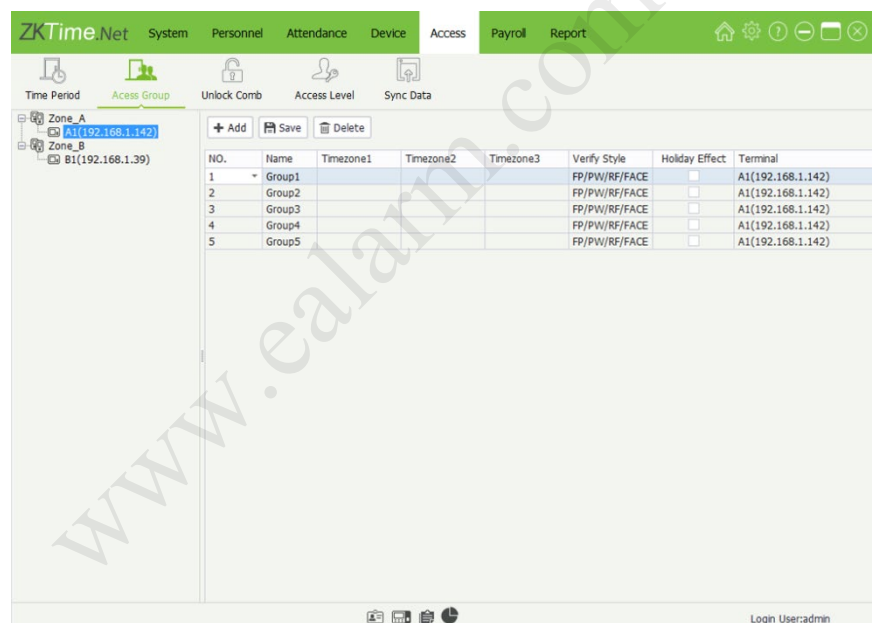 ZKTime.Net System Personnel Attendance Device Access Payroll Report
Time Period Acess Group Unlock Comb Access Level Sync Data
Zone_A
A1(192.168.1.142)
Zone_B
B1(192.168.1.39)
+ Add Save Delete
NO. Name Timezone1 Timezone2 Timezone3 Verify Style Holiday Effect Terminal
1 Group1 FP/PW/RF/FACE A1(192.168.1.142)
2 Group2 FP/PW/RF/FACE A1(192.168.1.142)
3 Group3 FP/PW/RF/FACE A1(192.168.1.142)
4 Group4 FP/PW/RF/FACE A1(192.168.1.142)
5 Group5 FP/PW/RF/FACE A1(192.168.1.142)
www.ealarm.com
Login User:admin